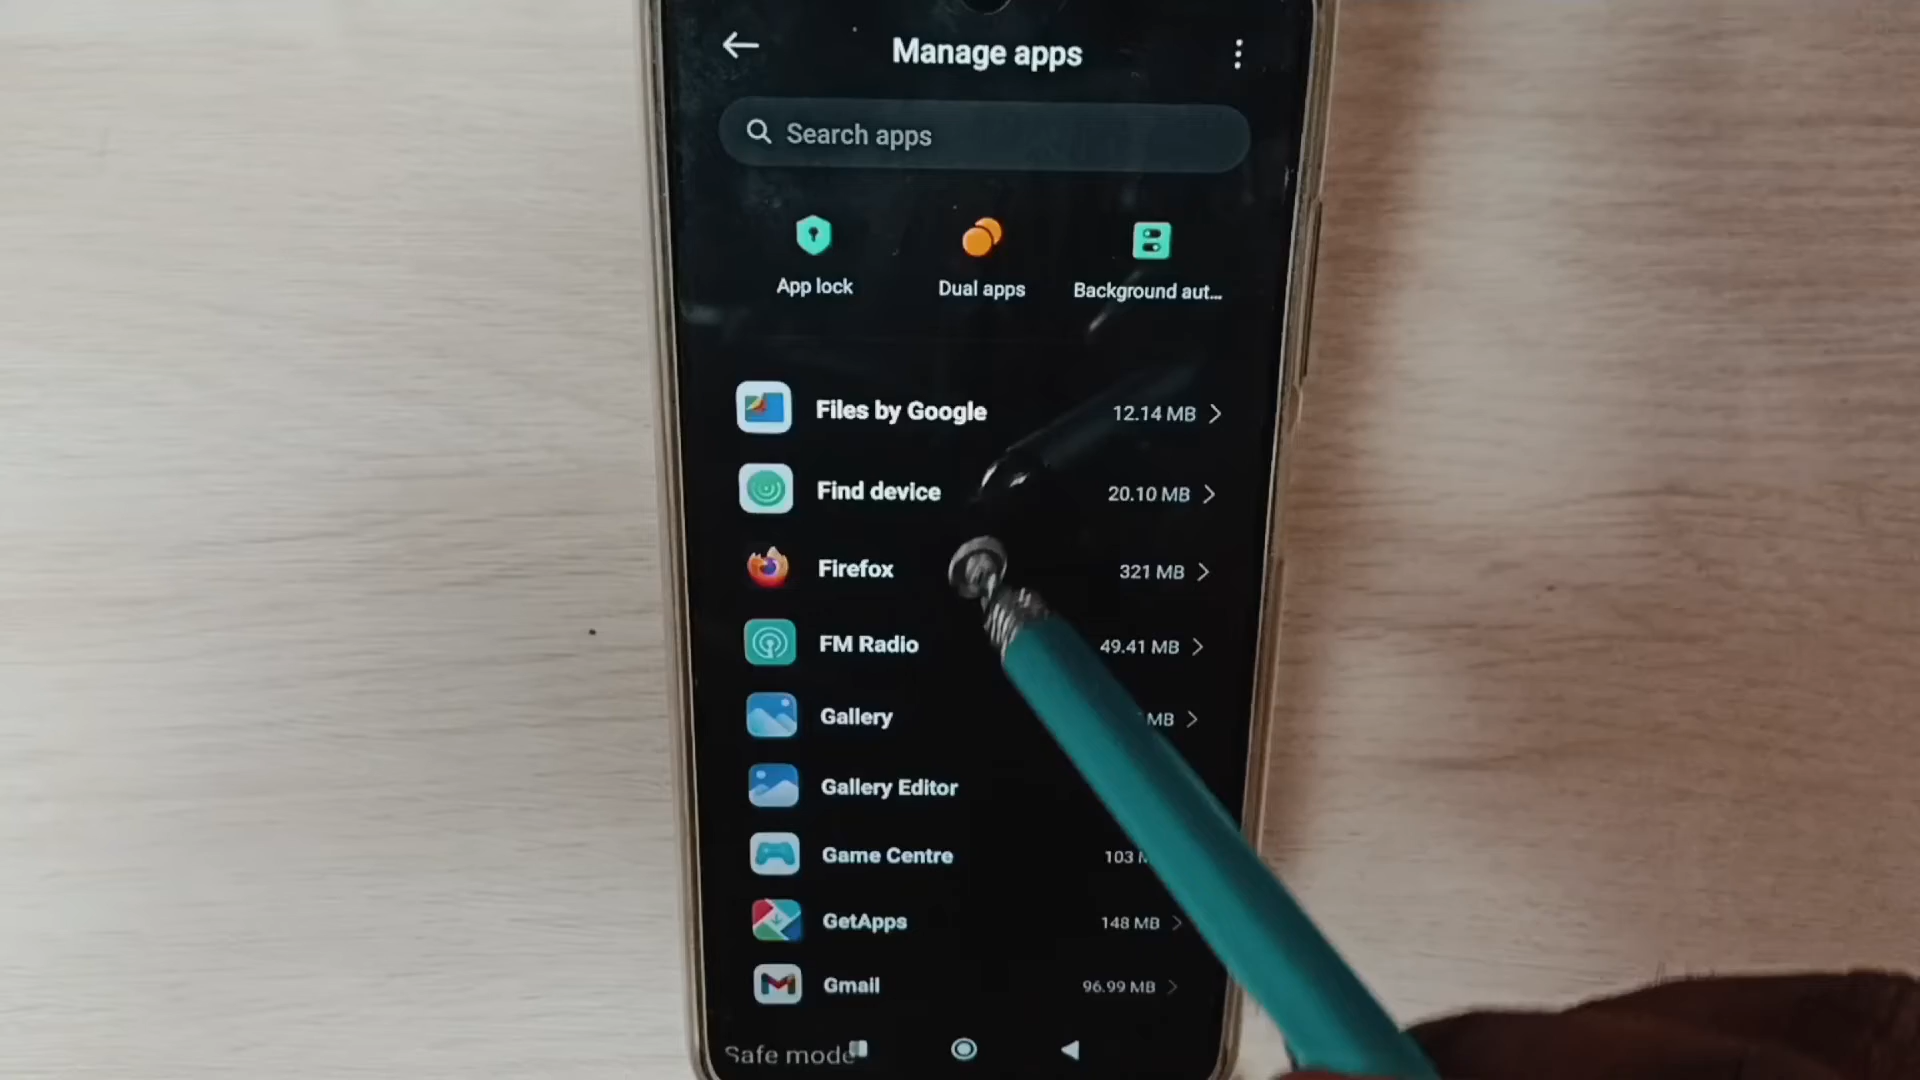 Manage apps
Search apps
App lock
Dual apps
Background aut...
Files by Google
12.14 MB
Find device
20.10 MB
Firefox
321 MB
FM Radio
49.41 MB
Gallery
MB
Gallery Editor
Game Centre
103
GetApps
148 MB
Gmail
96.99 MB
Safe mode